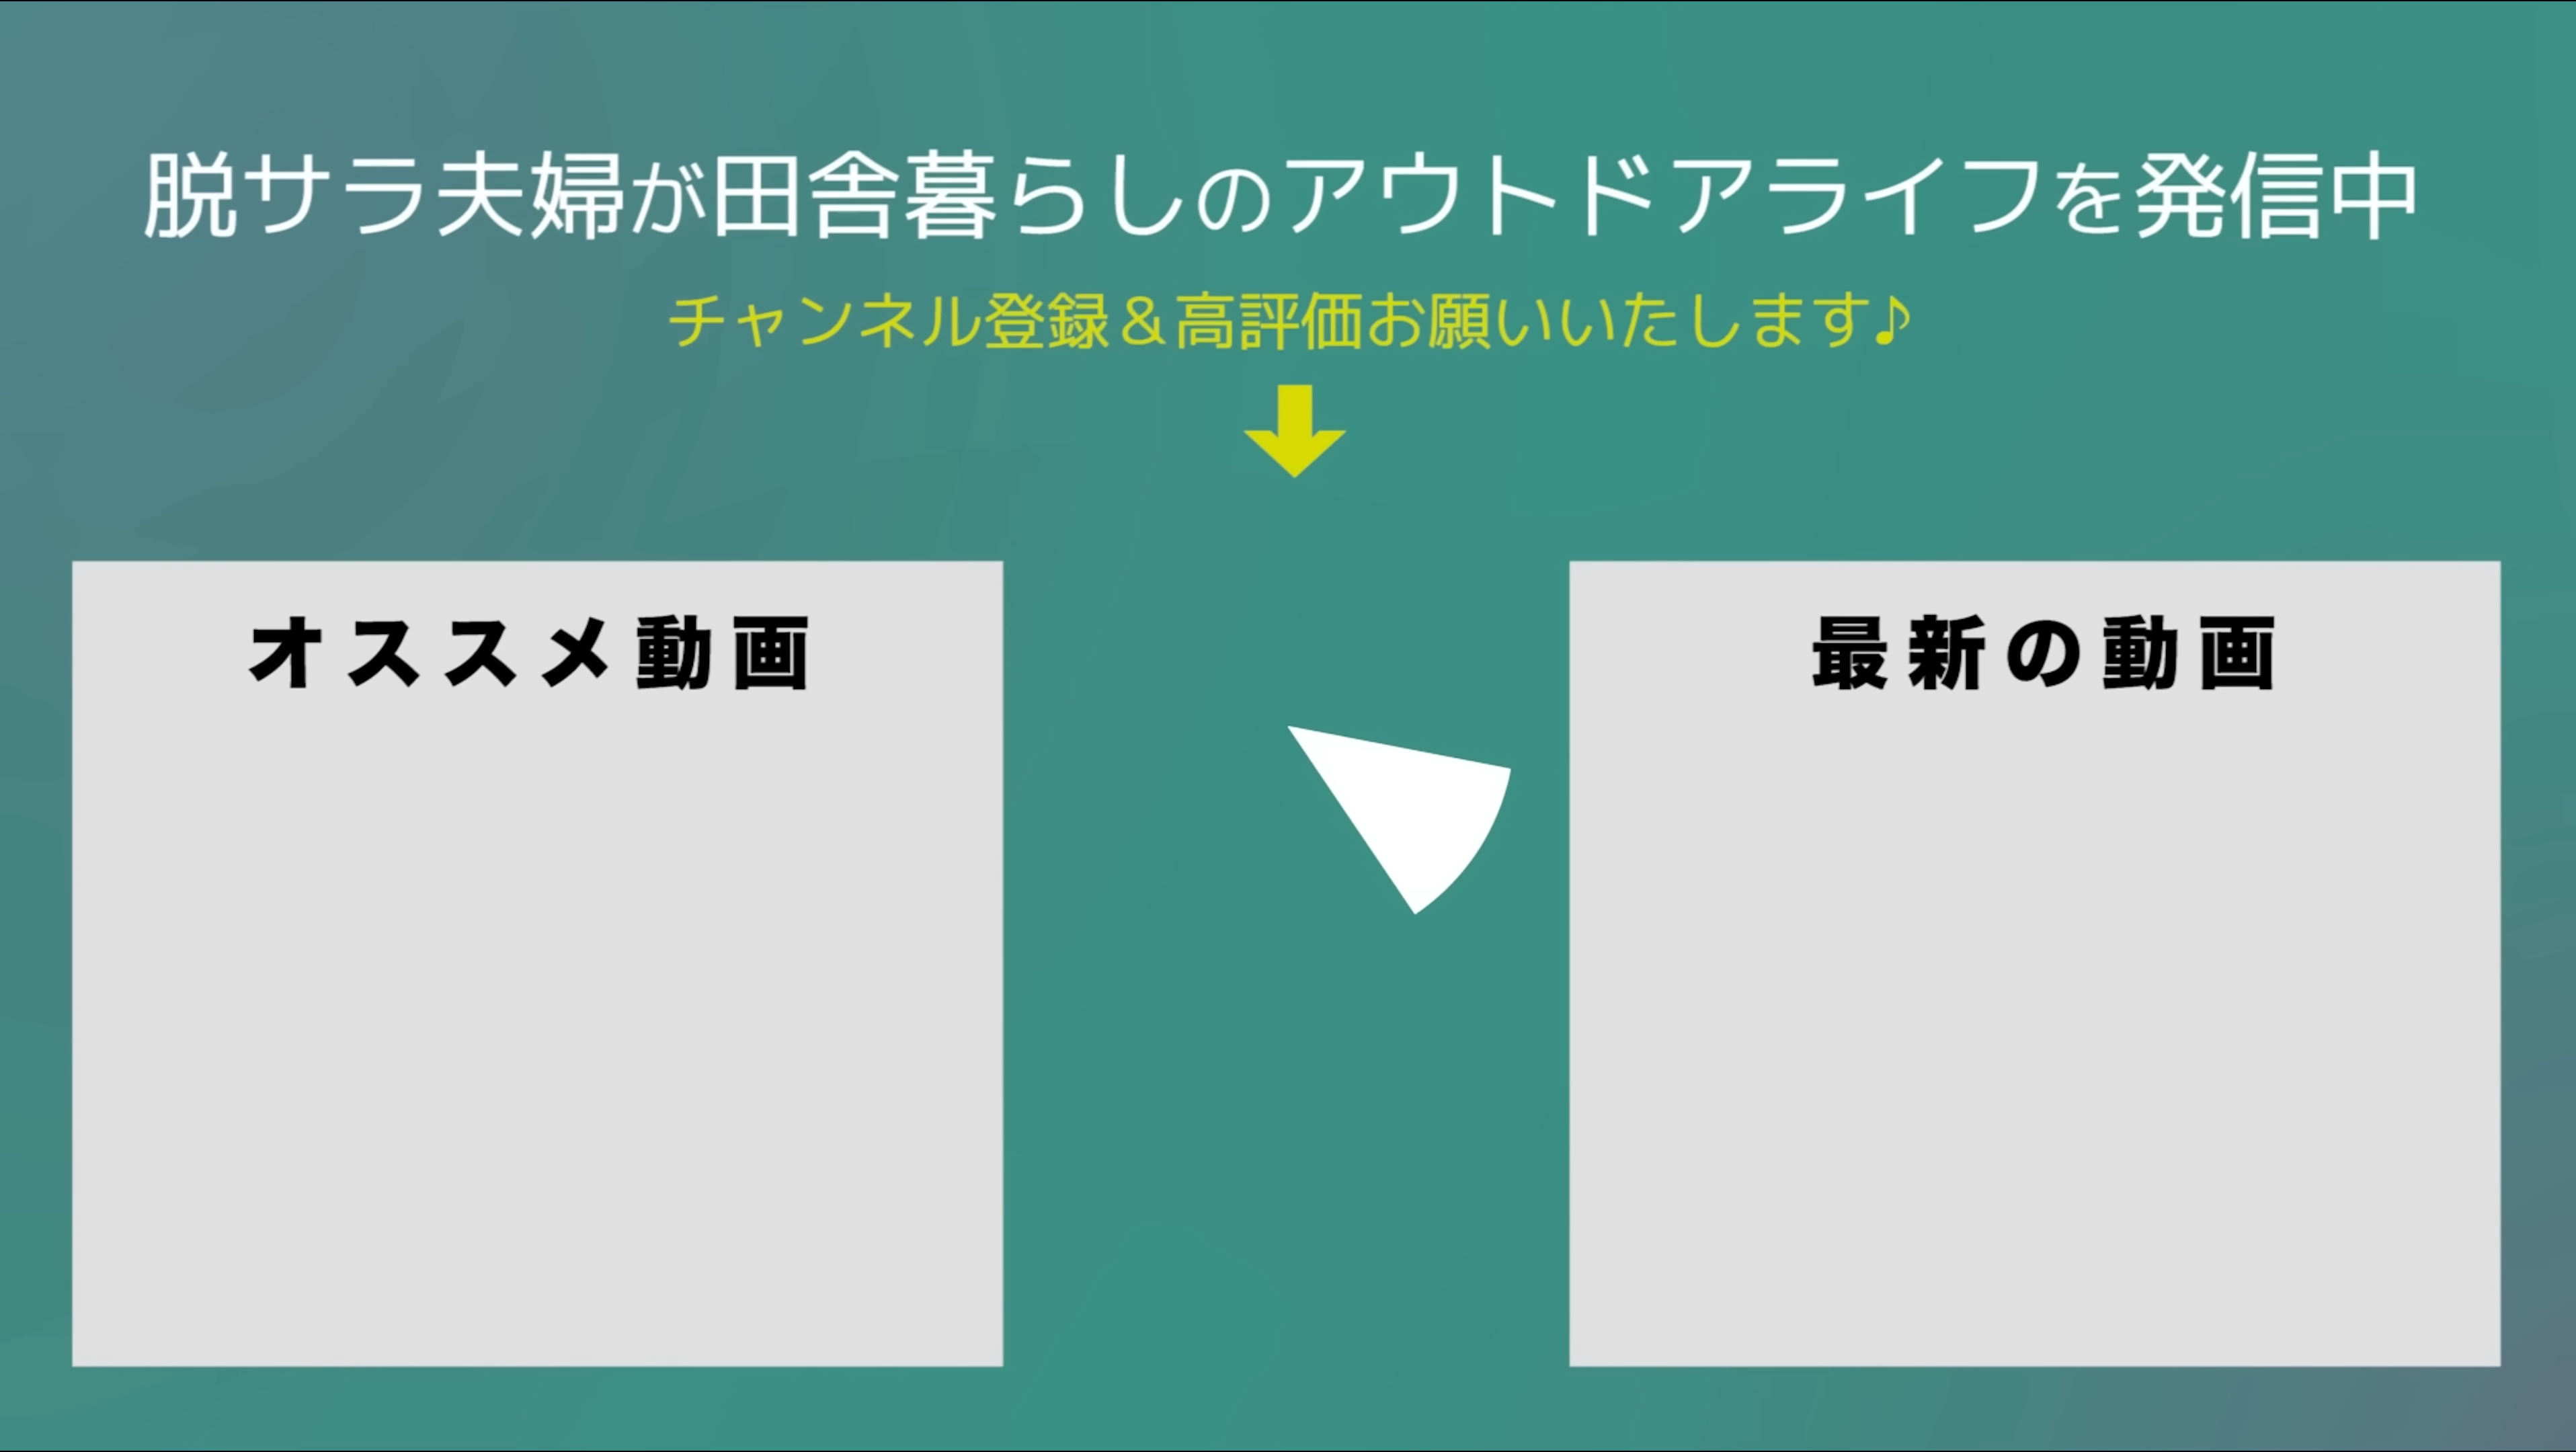 脱サラ夫婦が田舎暮らしのアウトドアライフを発信中
チャンネル登録＆高評価お願いいたします♪
オススメ動画
最新の動画